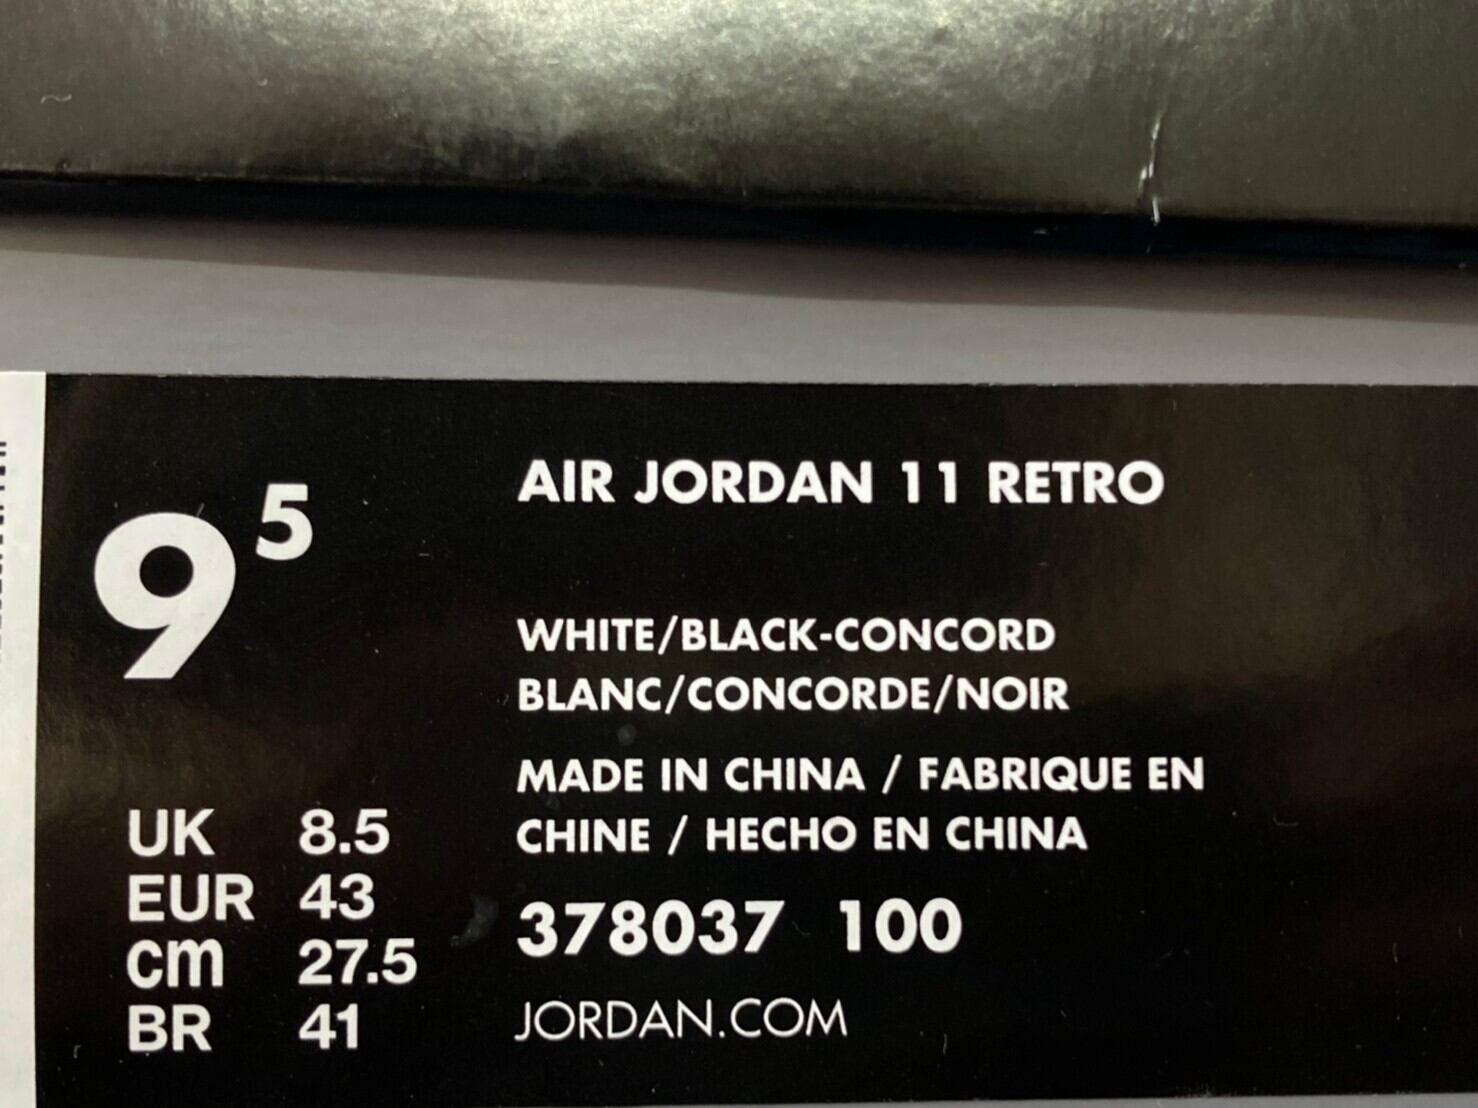 9 5
AIR JORDAN 11 RETRO
WHITE/BLACK-CONCORD
BLANC/CONCORDE/NOIR
MADE IN CHINA / FABRIQUE EN
CHINE / HECHO EN CHINA
378037 100
JORDAN.COM
UK 8.5
EUR 43
cm 27.5
BR 41